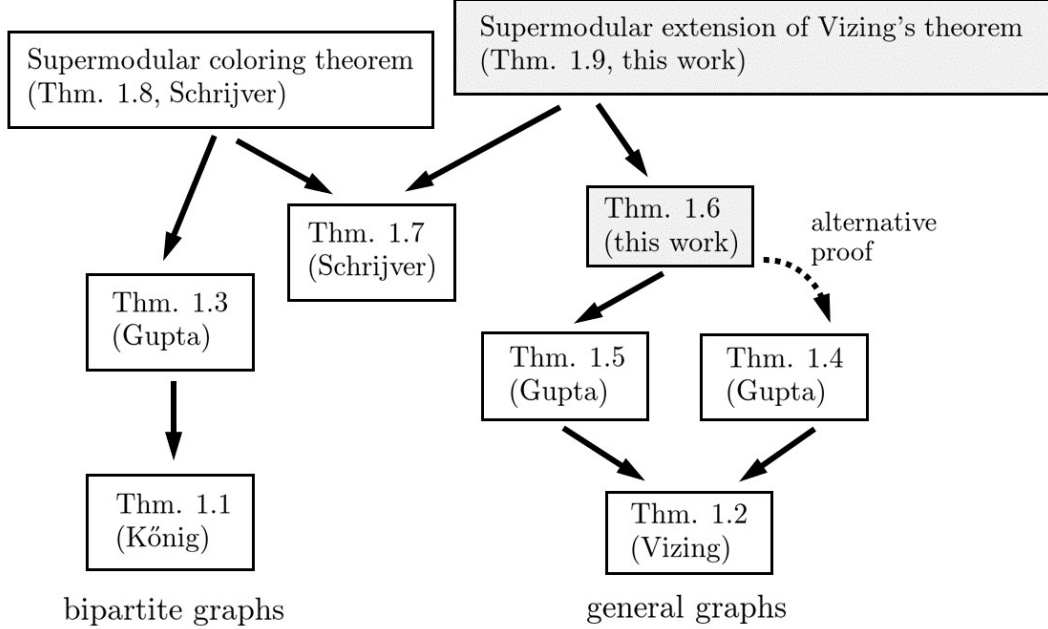 Supermodular coloring theorem
(Thm. 1.8, Schrijver)
Supermodular extension of Vizing's theorem
(Thm. 1.9, this work)
Thm. 1.7
(Schrijver)
Thm. 1.6
(this work)
alternative
proof
Thm. 1.3
(Gupta)
Thm. 1.5
(Gupta)
Thm. 1.4
(Gupta)
Thm. 1.1
(Kőnig)
Thm. 1.2
(Vizing)
bipartite graphs
general graphs